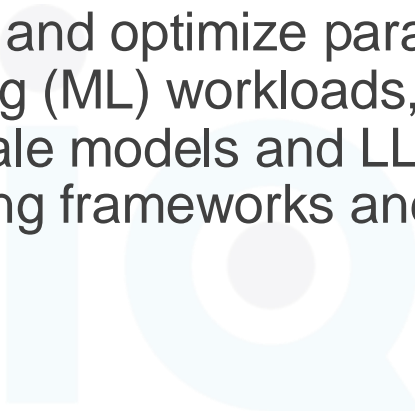 and optimize para
g (ML) workloads,
ale models and LL
ng frameworks and